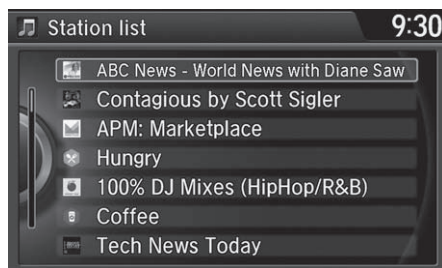 Station list
9:30
ABC News - World News with Diane Saw
Contagious by Scott Sigler
APM: Marketplace
Hungry
100% DJ Mixes (HipHop/R&B)
Coffee
Tech News Today